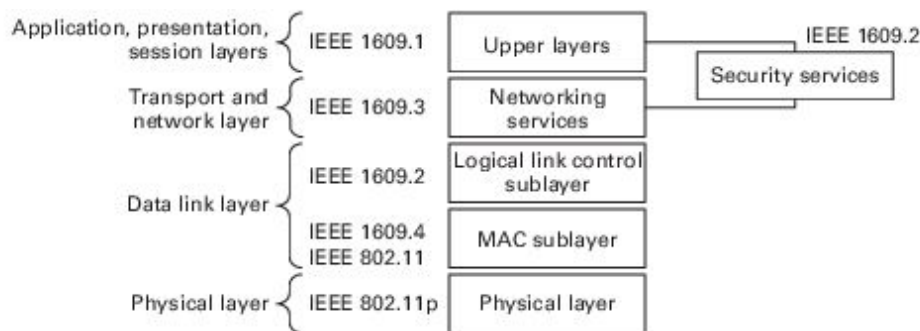 Application, presentation,
session layers
IEEE 1609.1
Upper layers
IEEE 1609.2
Security services
Transport and
network layer
IEEE 1609.3
Networking
services
Data link layer
IEEE 1609.2
Logical link control
sublayer
IEEE 1609.4
IEEE 802.11
MAC sublayer
Physical layer
IEEE 802.11p
Physical layer